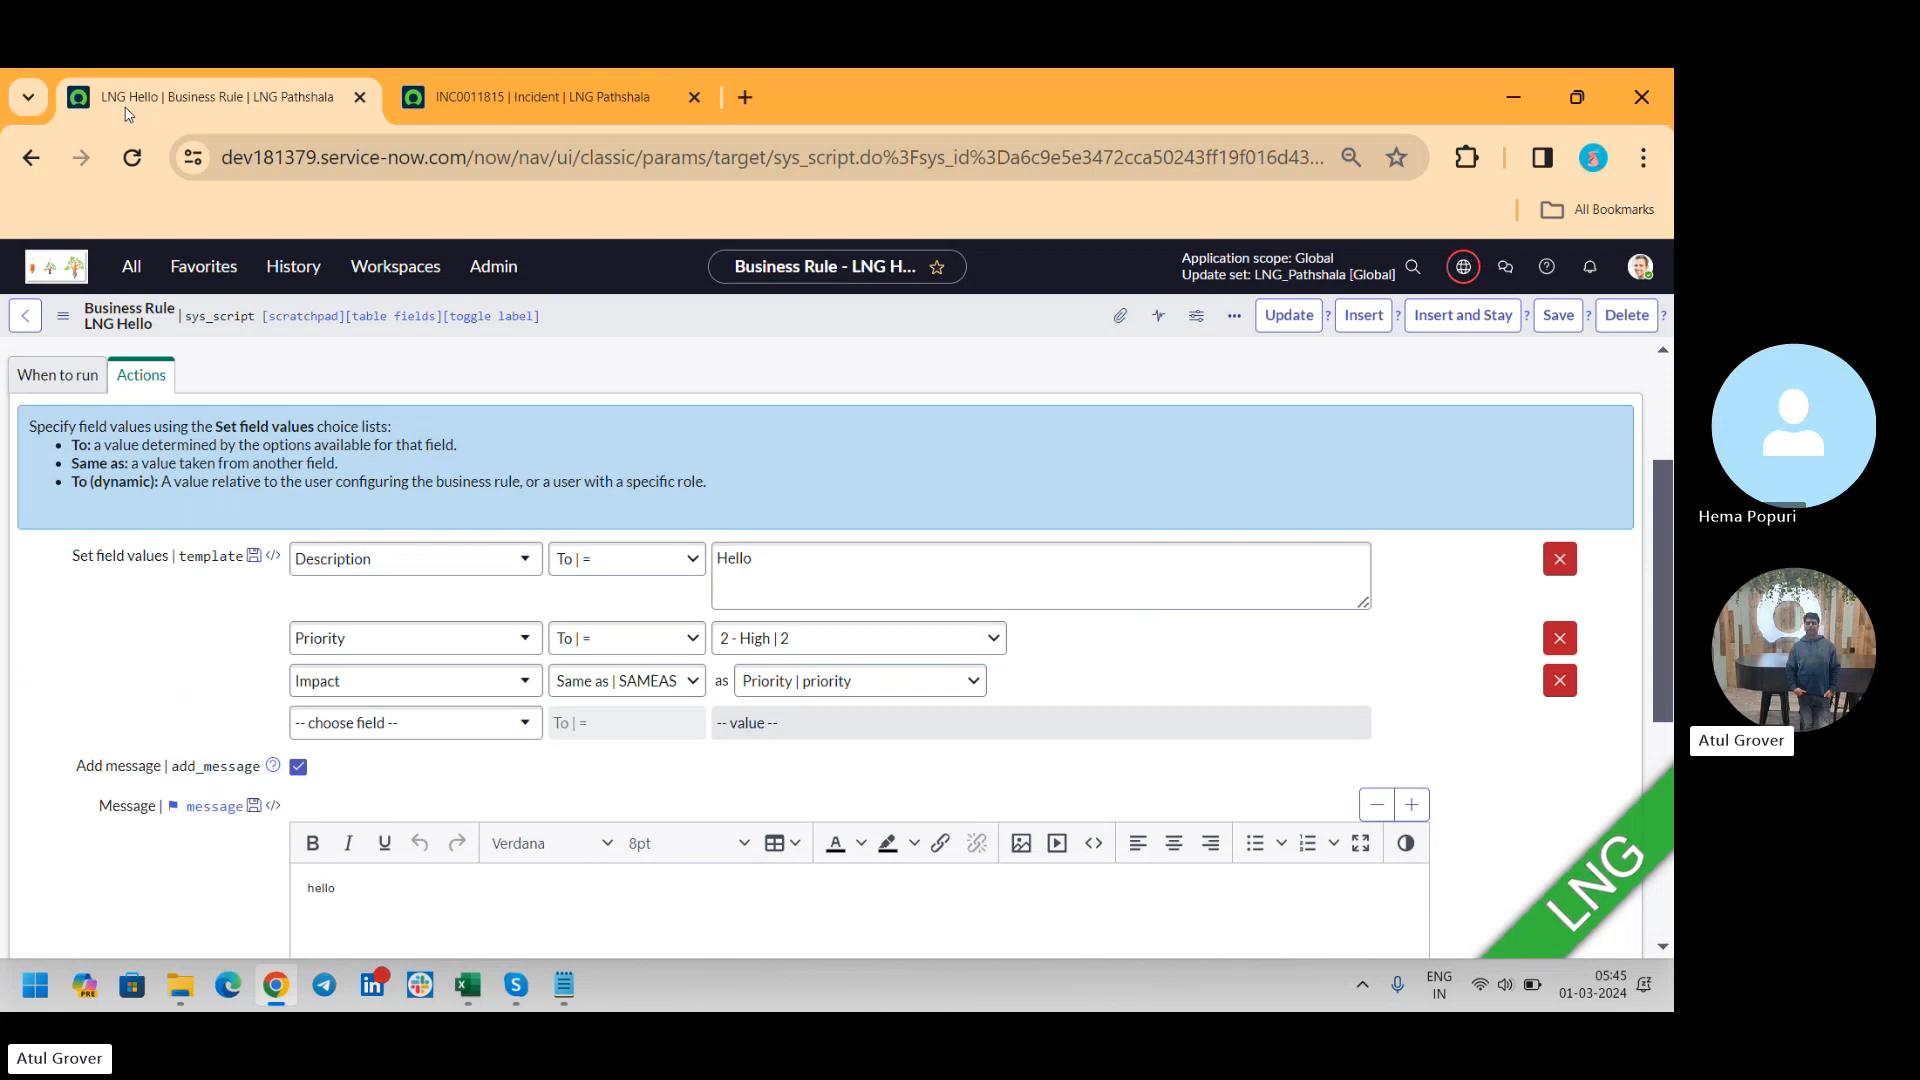 LNG Hello | Business Rule | LNG Pathshala
INC0011815 | Incident | LNG Pathshala
dev181379.service-now.com/now/nav/ui/classic/params/target/sys_script.do%3Fsys_id%3Da6c9e5e3472cca50243ff19f016d43...
All Bookmarks
All Favorites History Workspaces Admin
Business Rule - LNG H...
Application scope: Global
Update set: LNG_Pathshala [Global]
Business Rule
LNG Hello
| sys_script [scratchpad][table fields][toggle label]
Update ? Insert ? Insert and Stay ? Save ? Delete ?
When to run
Actions
Specify field values using the Set field values choice lists:
• To: a value determined by the options available for that field.
• Same as: a value taken from another field.
• To (dynamic): A value relative to the user configuring the business rule, or a user with a specific role.
Set field values | template
Description To | = Hello
Priority To | = 2 - High | 2
Impact Same as | SAMEAS as Priority | priority
-- choose field -- To | = -- value --
Add message | add_message
Message | message
Verdana 8pt
hello
LNG
Hema Popuri
Atul Grover
PRE
ENG
IN
05:45
01-03-2024
Atul Grover